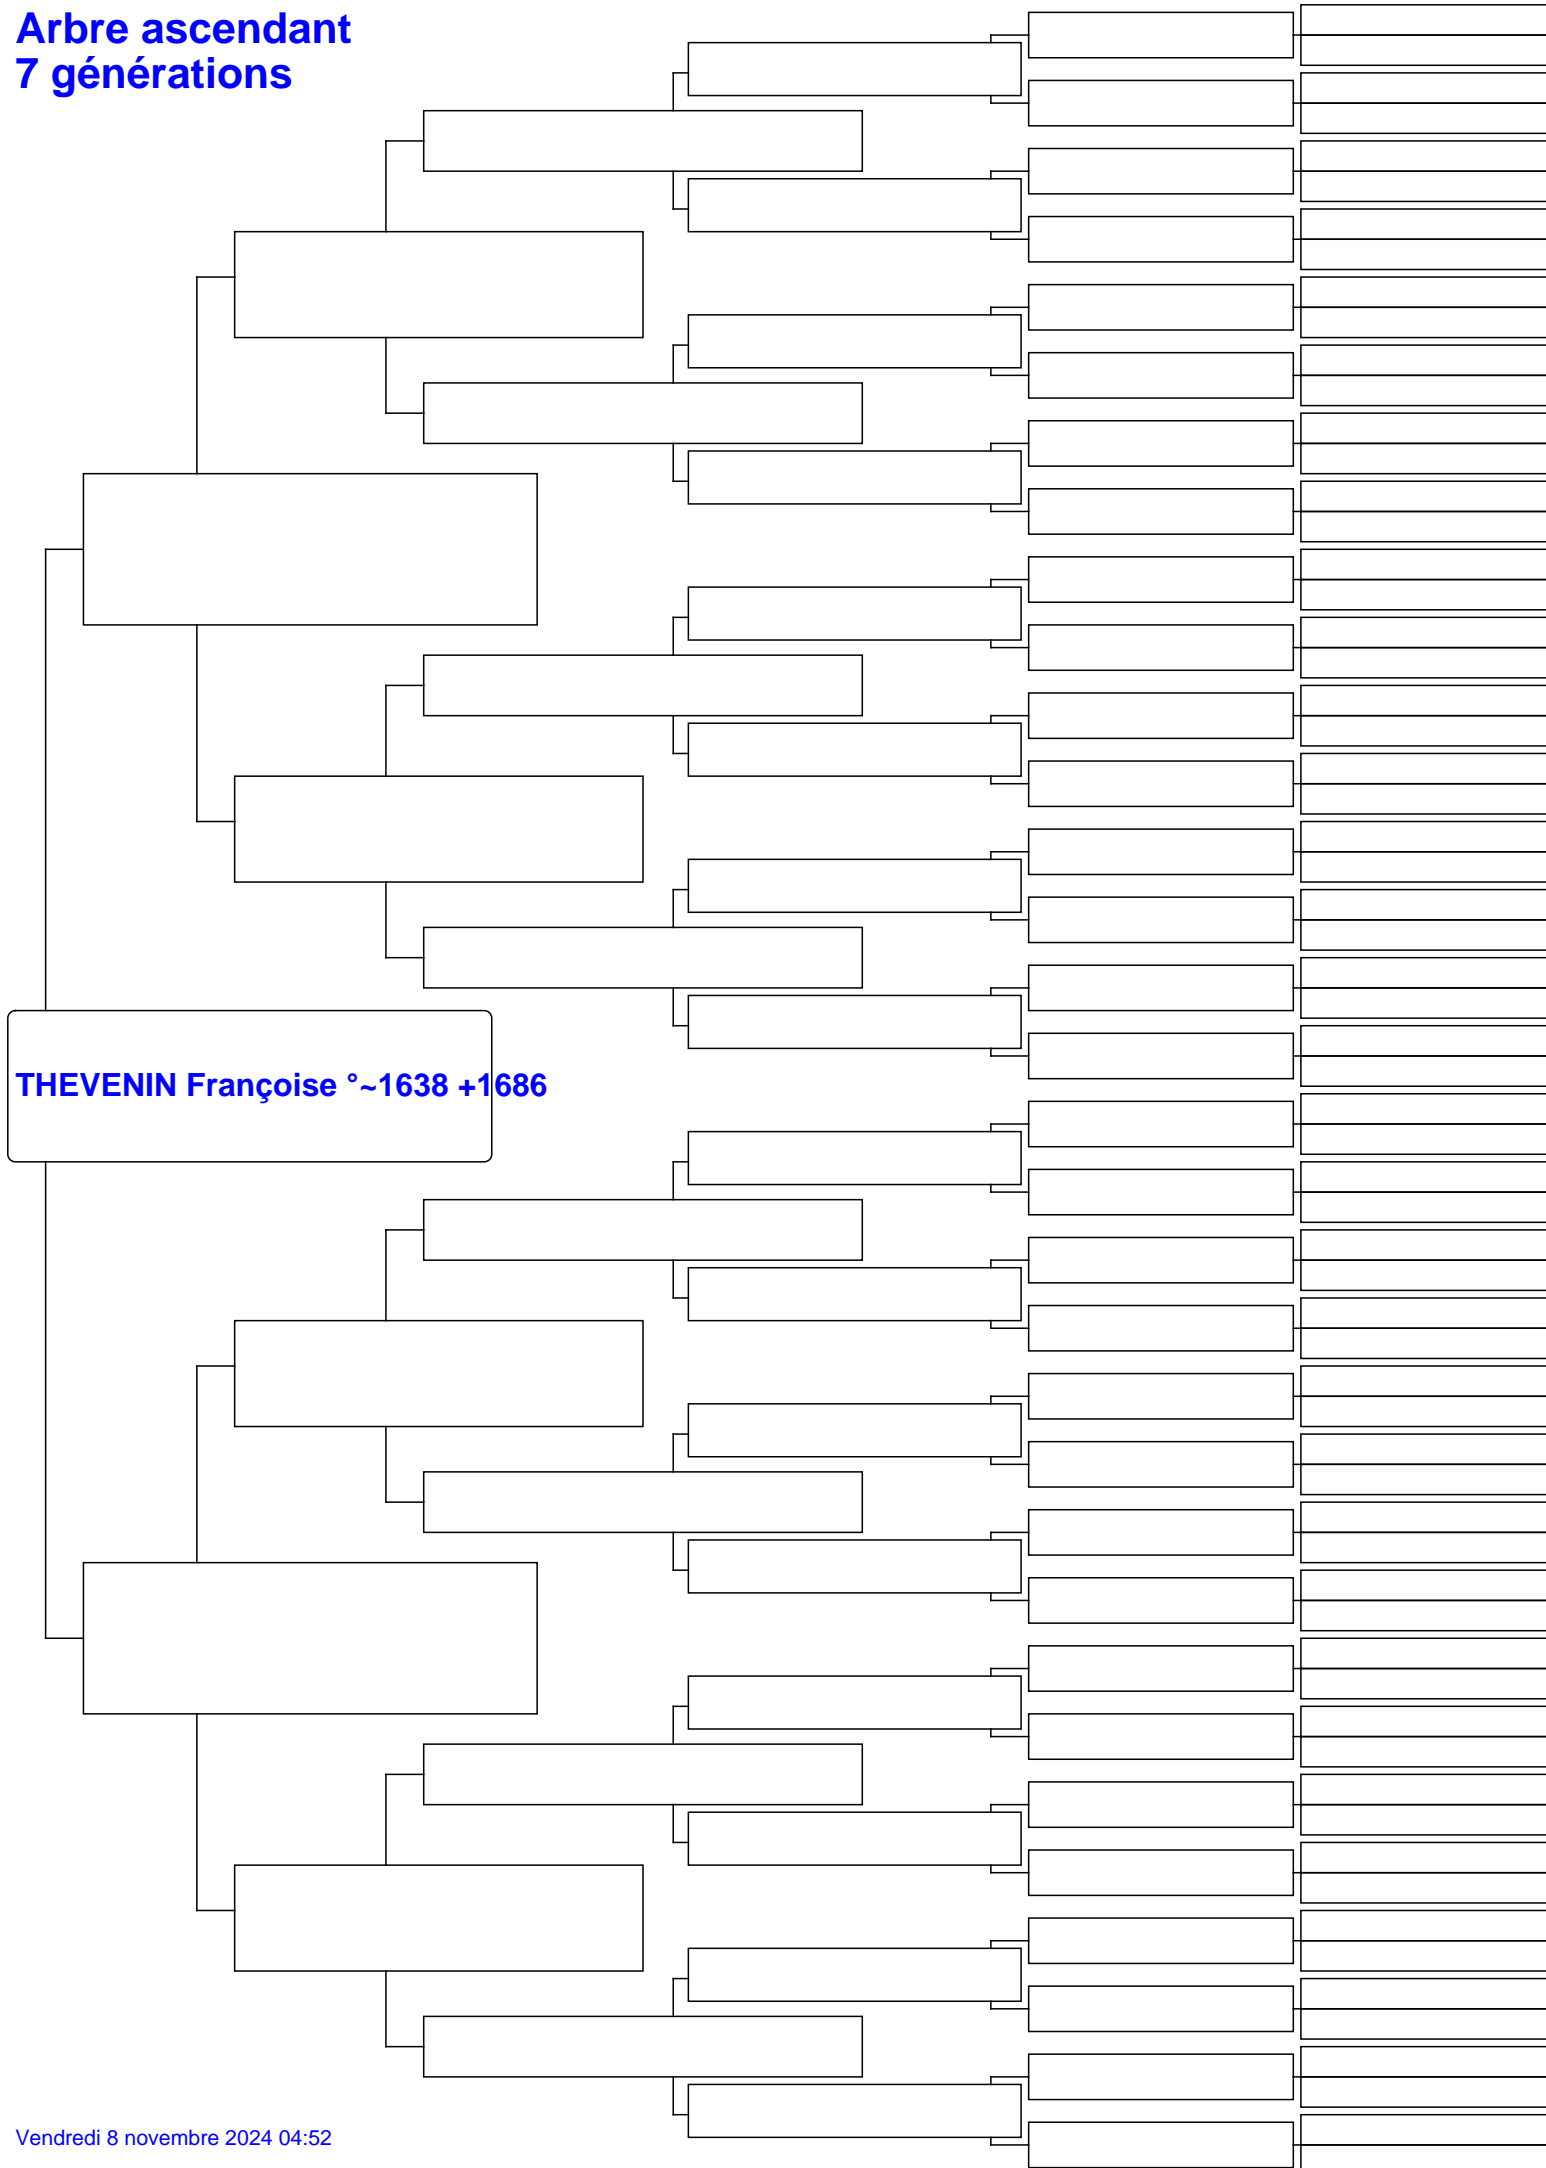 Arbre ascendant
7 générations
THEVENIN Françoise °~1638 +1686
Vendredi 8 novembre 2024 04:52